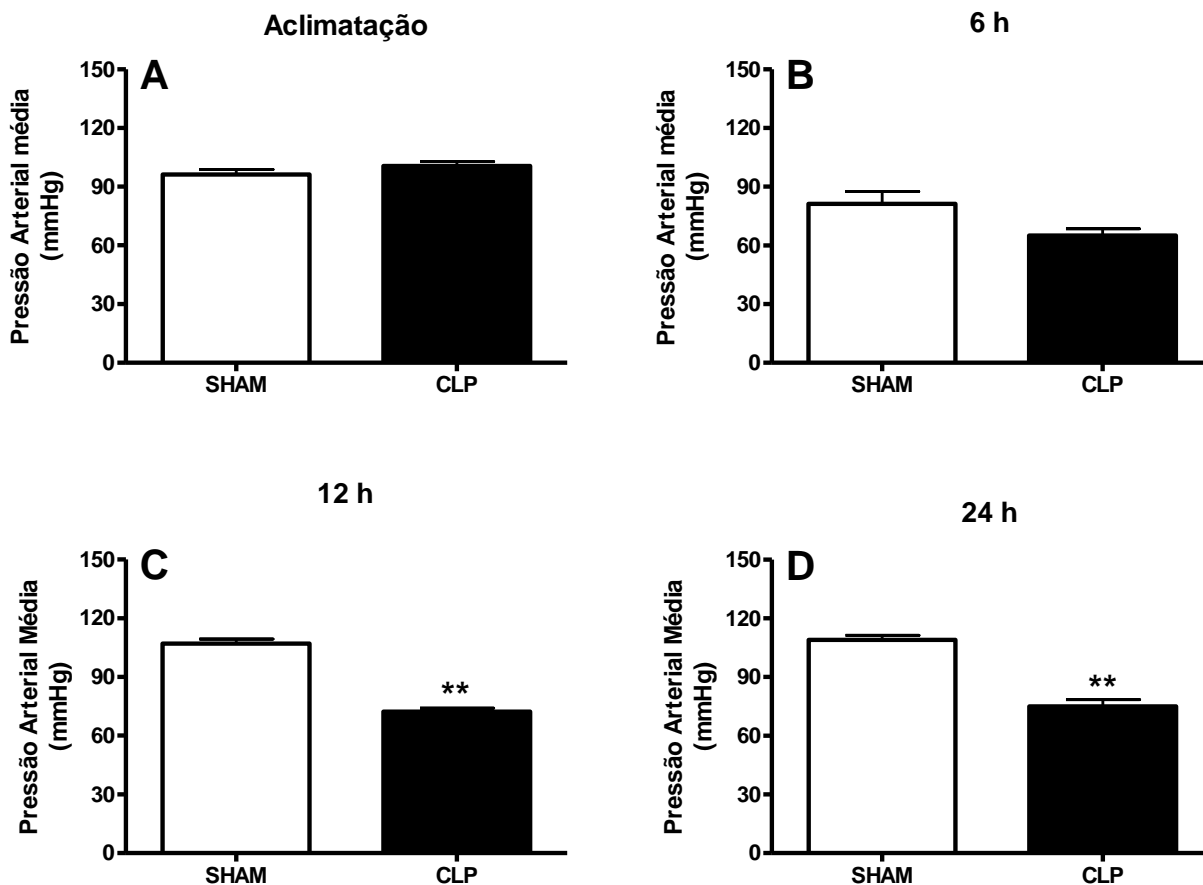 Aclimatação
A
Pressão Arterial média
(mmHg)
150
120
90
60
30
0
SHAM
CLP
6 h
B
Pressão Arterial média
(mmHg)
150
120
90
60
30
0
SHAM
CLP
12 h
C
Pressão Arterial Média
(mmHg)
150
120
90
60
30
0
**
SHAM
CLP
24 h
D
Pressão Arterial Média
(mmHg)
150
120
90
60
30
0
**
SHAM
CLP